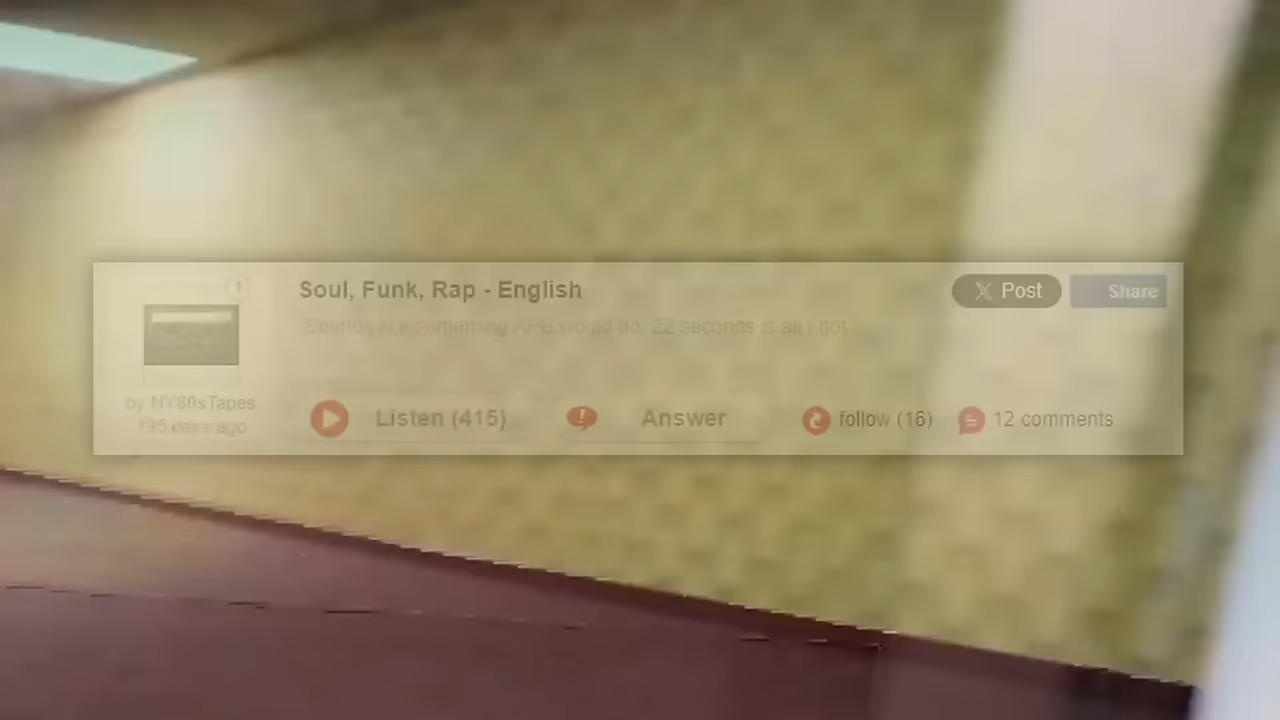 Soul, Funk, Rap - English
Post
Share
Sounds like something AFB would do, 22 seconds is all i got
by NY80sTapes
195 days ago
Listen (415)
Answer
follow (16)
12 comments